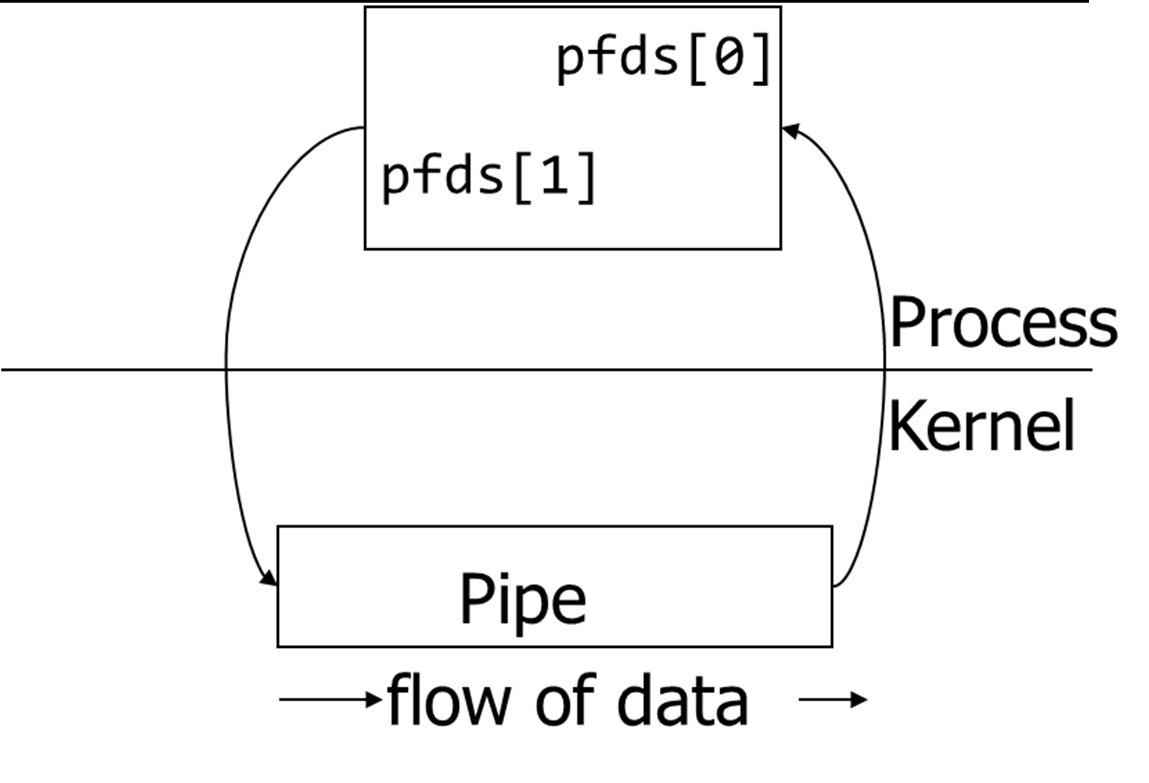 pfds[0]
pfds[1]
Process
Kernel
Pipe
flow of data